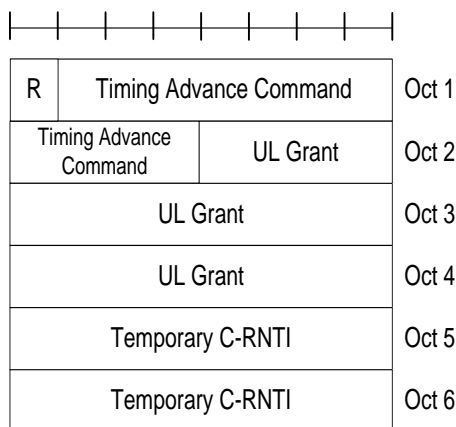 R Timing Advance Command Oct 1
Timing Advance
Command
UL Grant Oct 2
UL Grant Oct 3
UL Grant Oct 4
Temporary C-RNTI Oct 5
Temporary C-RNTI Oct 6